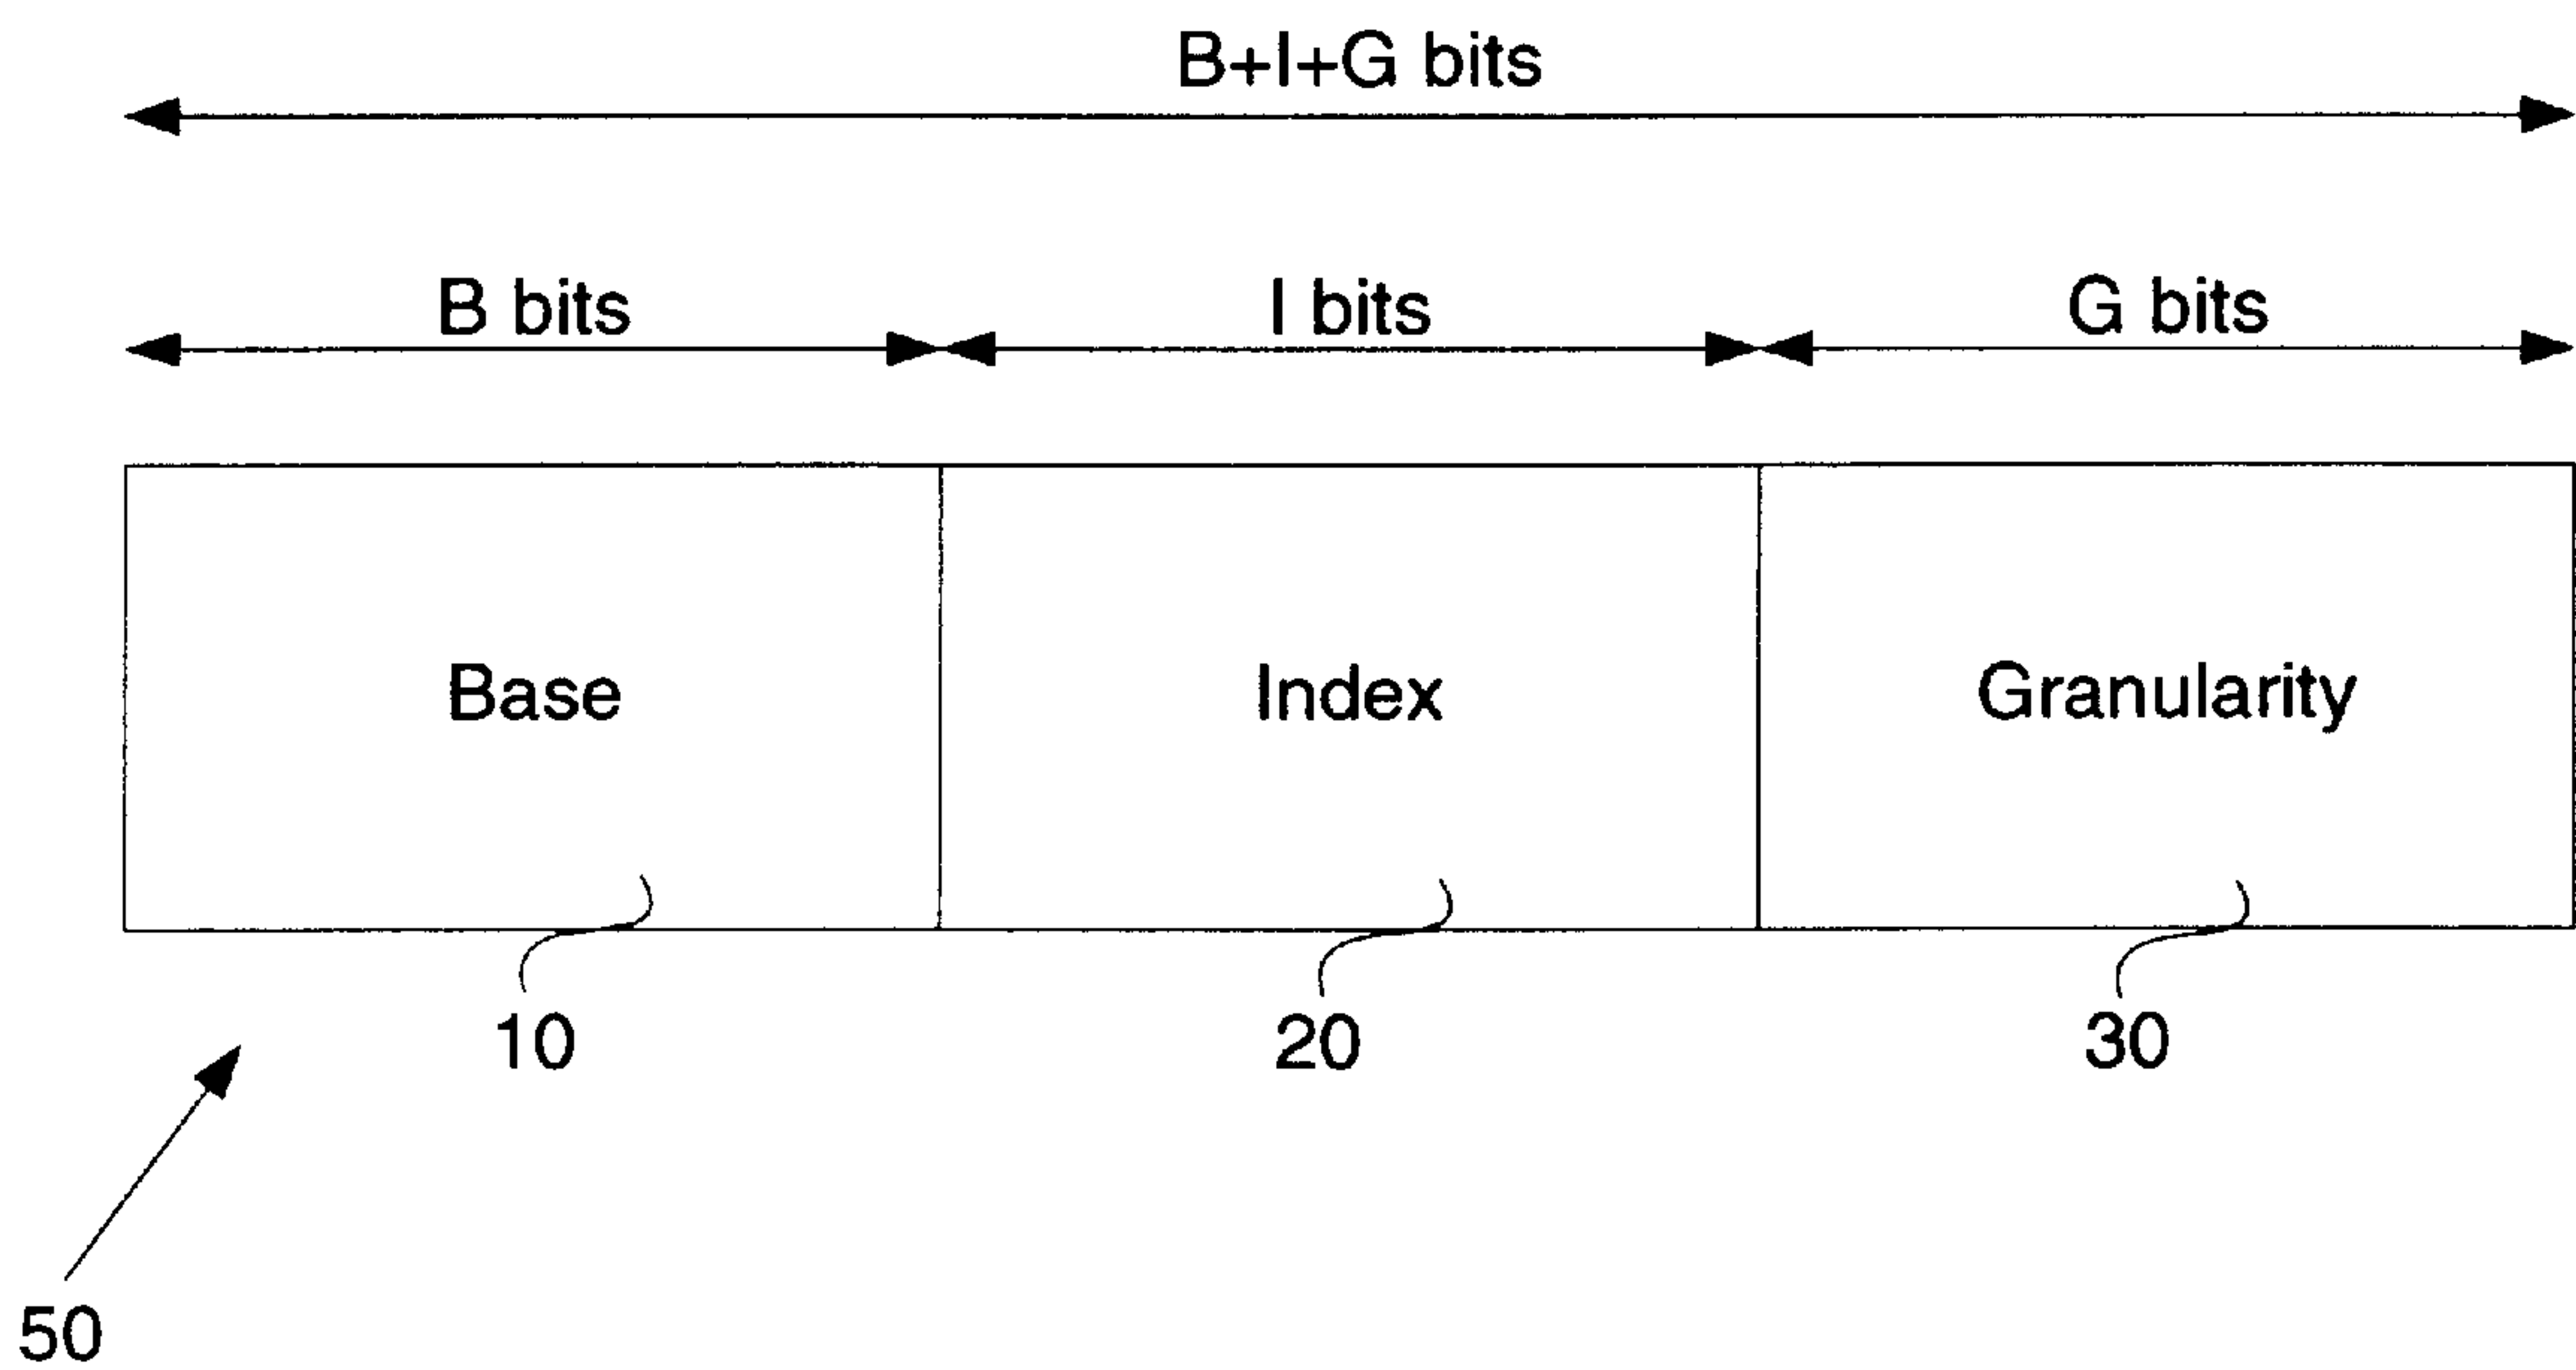 B+I+G bits
B bits
I bits
G bits
Base
Index
Granularity
10
20
30
50